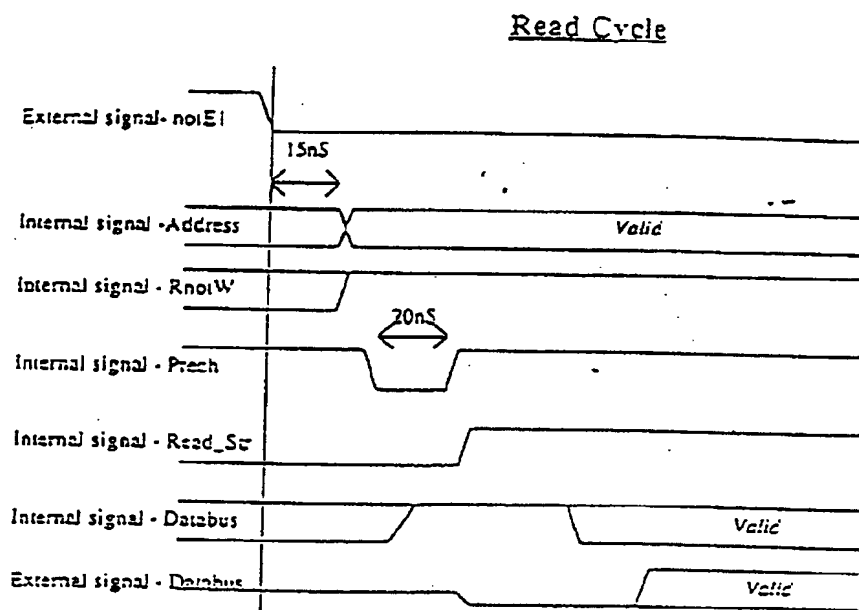 Read Cycle
External signal- notE1
15nS
Internal signal -Address
Valid
Internal signal - RnotW
20nS
Internal signal - Prech
Internal signal - Read_Str
Internal signal - Databus
Valid
External signal - Databus
Valid